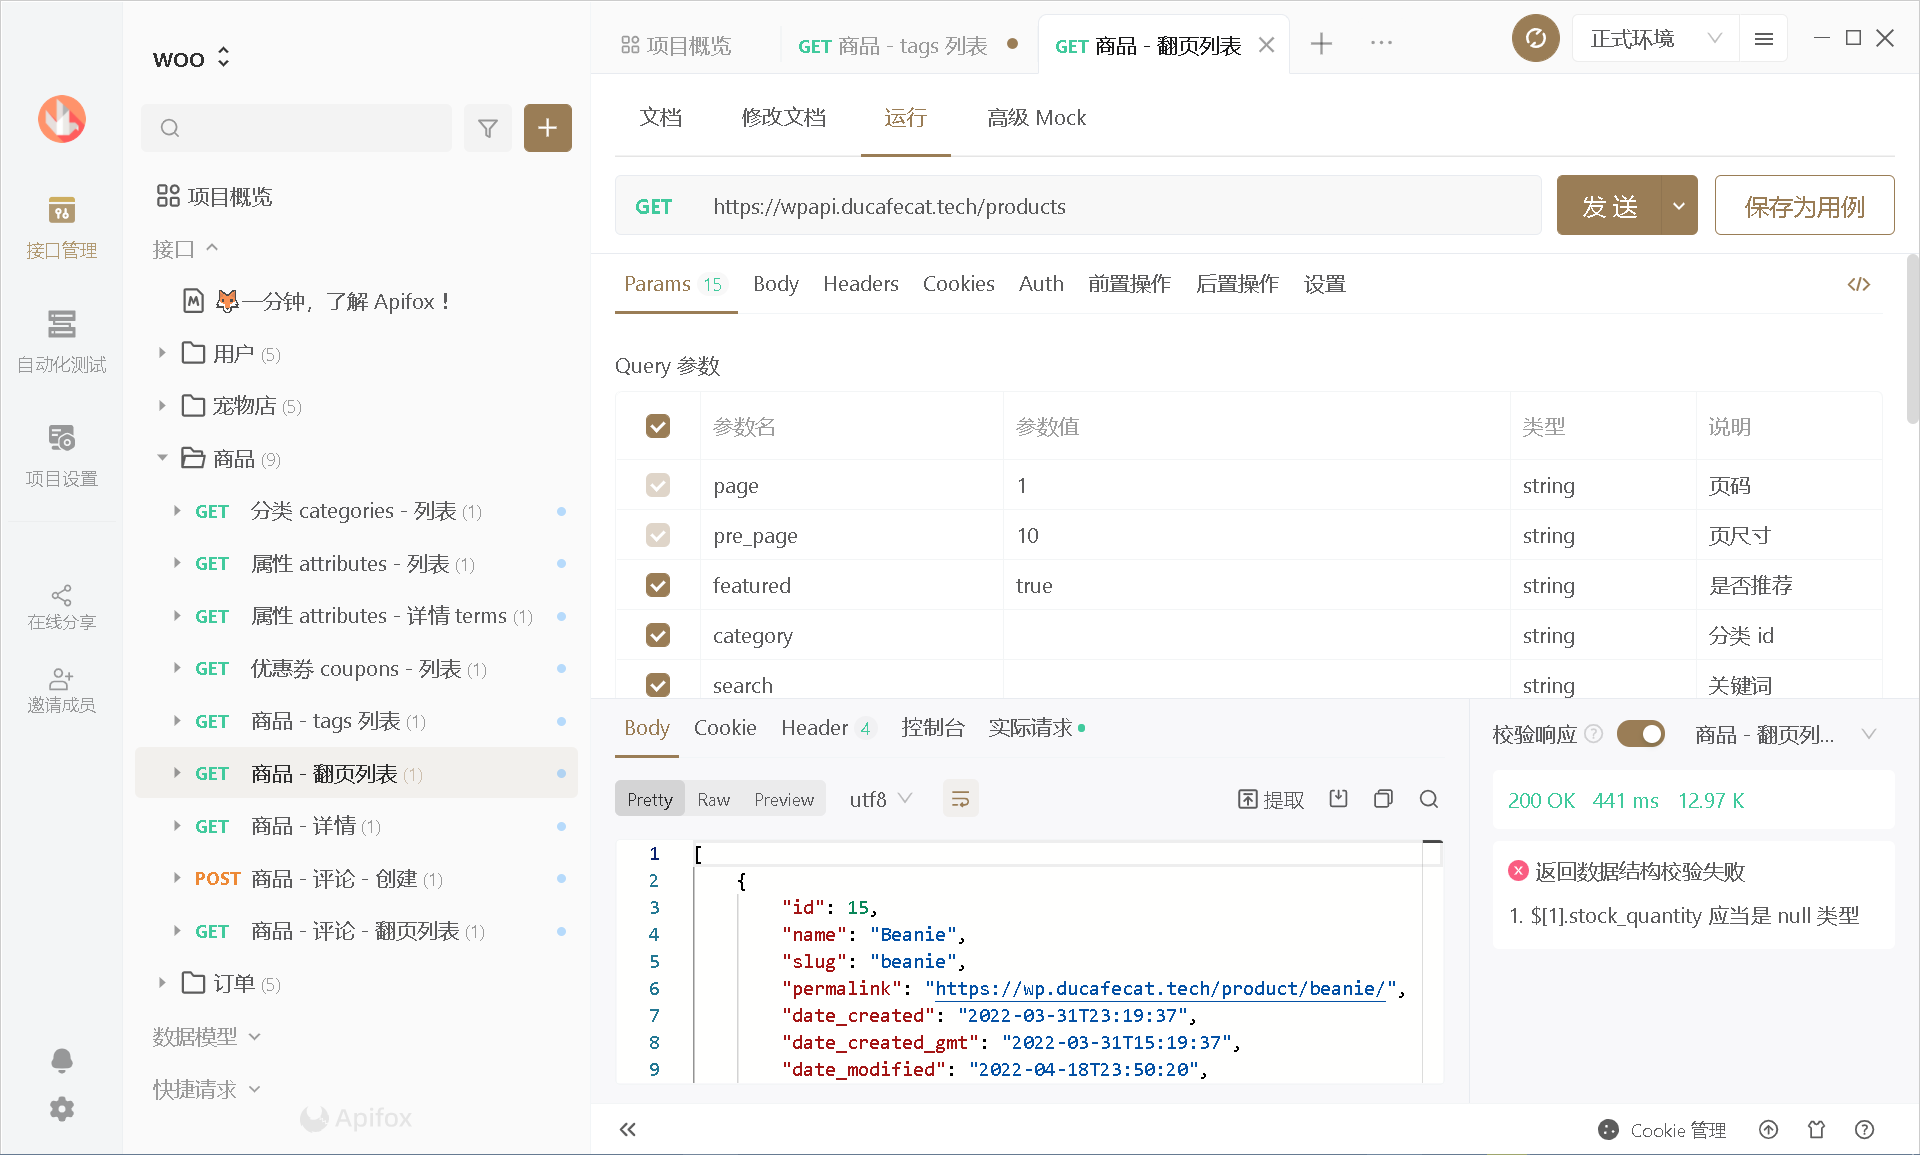 WOO
接口管理
自动化测试
项目设置
在线分享
邀请成员
项目概览
接口
一分钟，了解 Apifox！
用户 (5)
宠物店 (5)
商品 (9)
GET 分类 categories - 列表 (1)
GET 属性 attributes - 列表 (1)
GET 属性 attributes - 详情 terms (1)
GET 优惠券 coupons - 列表 (1)
GET 商品 - tags 列表 (1)
GET 商品 - 翻页列表 (1)
GET 商品 - 详情 (1)
POST 商品 - 评论 - 创建 (1)
GET 商品 - 评论 - 翻页列表 (1)
订单 (5)
数据模型
快捷请求
Apifox
项目概览 GET 商品 - tags 列表 GET 商品 - 翻页列表 正式环境
文档 修改文档 运行 高级 Mock
GET https://wpapi.ducafecat.tech/products 发 送 保存为用例
Params 15 Body Headers Cookies Auth 前置操作 后置操作 设置
Query 参数
参数名 参数值 类型 说明
page 1 string 页码
pre_page 10 string 页尺寸
featured true string 是否推荐
category string 分类 id
search string 关键词
Body Cookie Header 4 控制台 实际请求
Pretty Raw Preview utf8 提取
1 [
2 {
3 "id": 15,
4 "name": "Beanie",
5 "slug": "beanie",
6 "permalink": "https://wp.ducafecat.tech/product/beanie/",
7 "date_created": "2022-03-31T23:19:37",
8 "date_created_gmt": "2022-03-31T15:19:37",
9 "date_modified": "2022-04-18T23:50:20",
校验响应 商品 - 翻页列...
200 OK 441 ms 12.97 K
返回数据结构校验失败
1. $[1].stock_quantity 应当是 null 类型
Cookie 管理